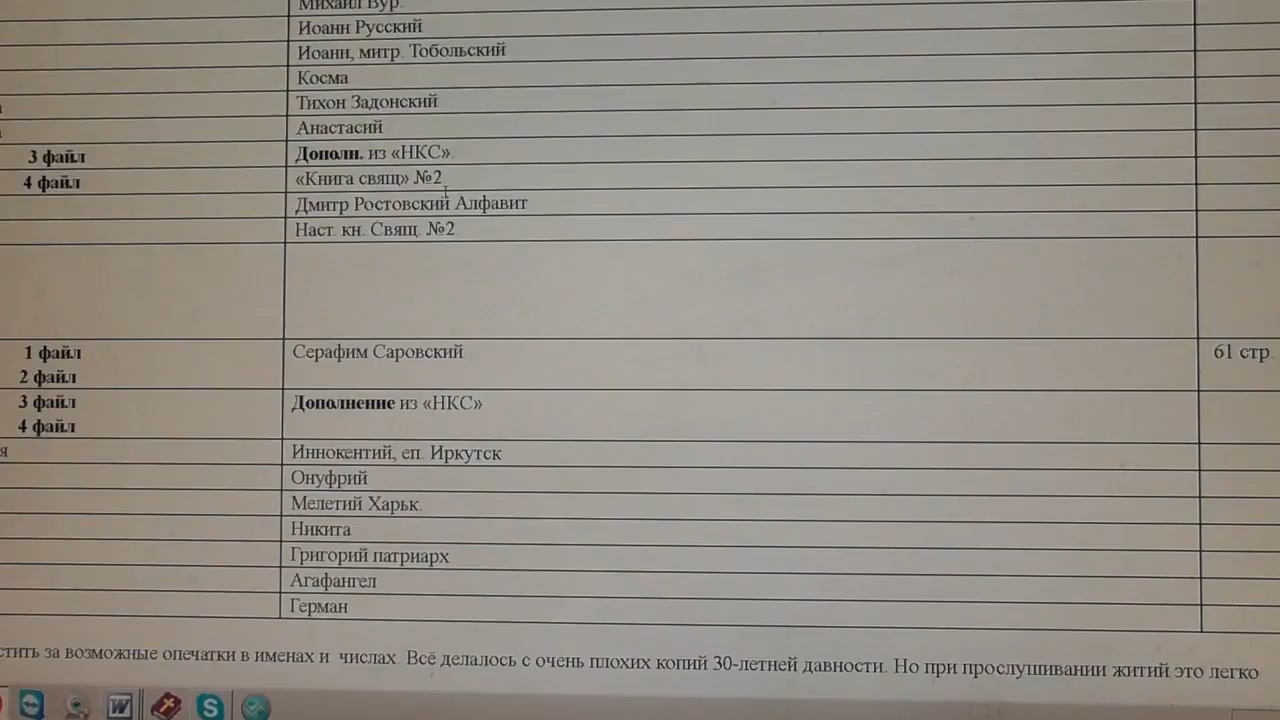 Михаил Вур.
Иоанн Русский
Иоанн, митр. Тобольский
Косма
Тихон Задонский
Анастасий
3 файл Дополн. из «НКС».
4 файл «Книга свящ» №2
Дмитр Ростовский Алфавит
Наст. кн. Свящ. №2
1 файл Серафим Саровский 61 стр.
2 файл
3 файл Дополнение из «НКС»
4 файл
я Иннокентий, еп. Иркутск
Онуфрий
Мелетий Харьк.
Никита
Григорий патриарх
Агафангел
Герман
стить за возможные опечатки в именах и числах. Всё делалось с очень плохих копий 30-летней давности. Но при прослушивании житий это легко